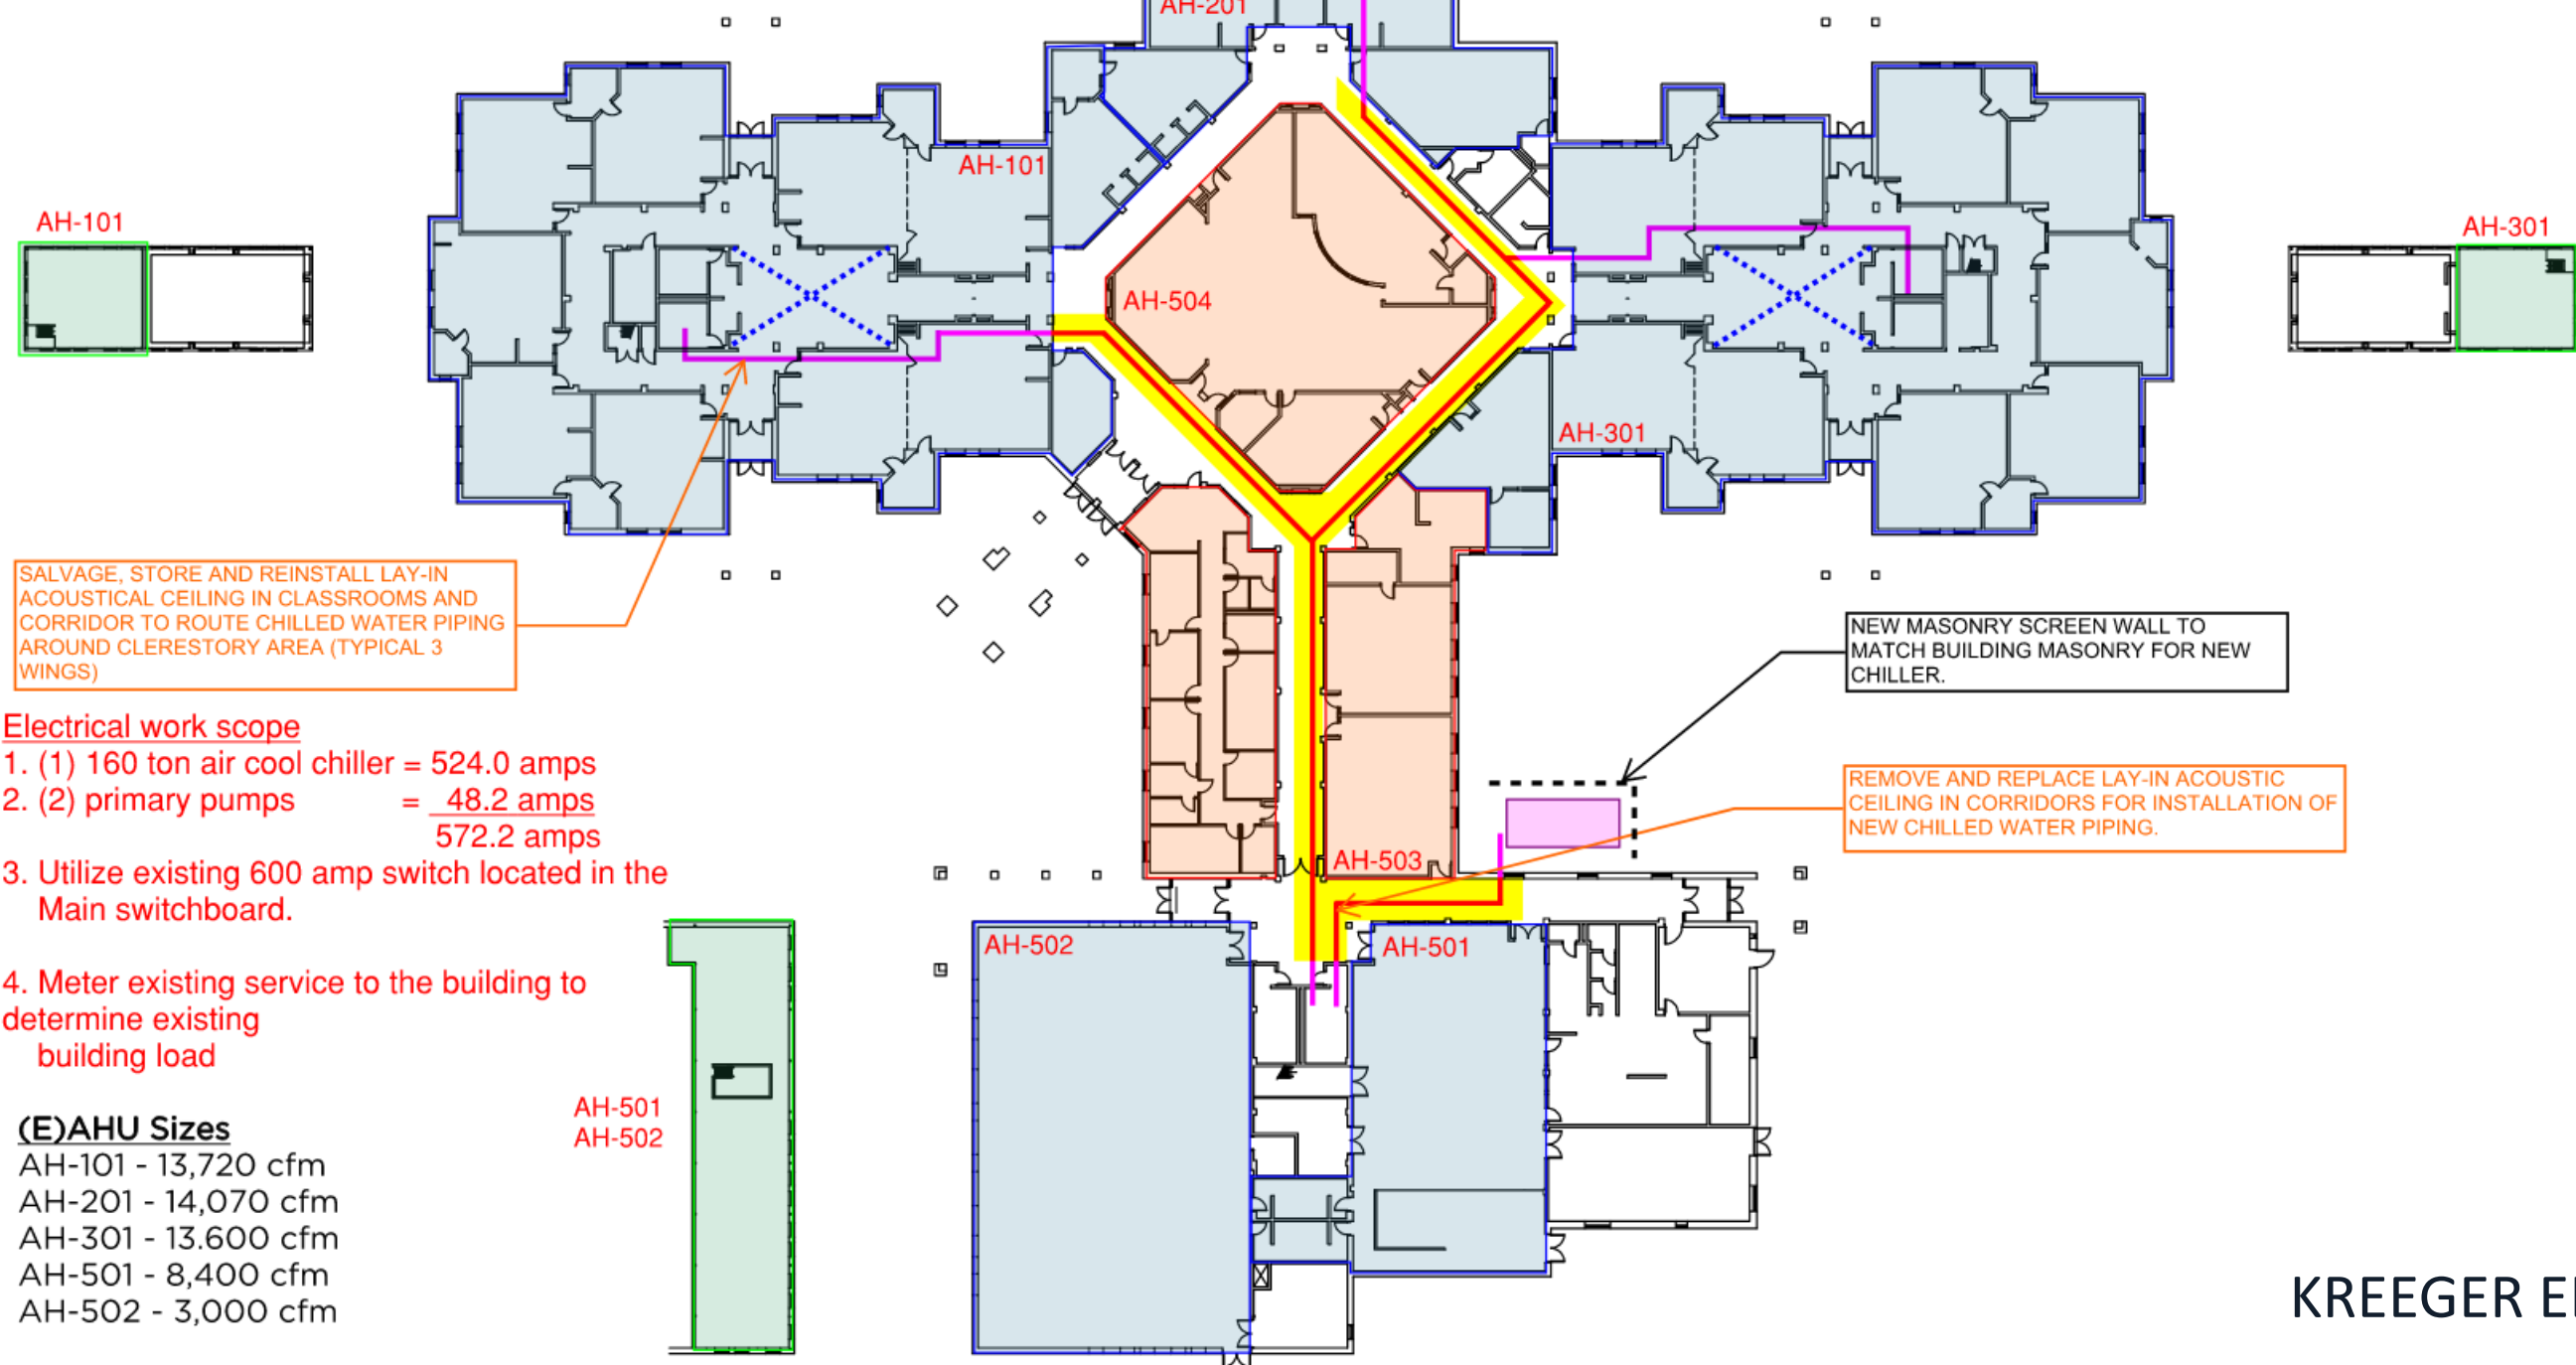 AH-201
AH-101
AH-101
AH-301
AH-504
AH-301
SALVAGE, STORE AND REINSTALL LAY-IN
ACOUSTICAL CEILING IN CLASSROOMS AND
CORRIDOR TO ROUTE CHILLED WATER PIPING
AROUND CLERESTORY AREA (TYPICAL 3
WINGS)
NEW MASONRY SCREEN WALL TO
MATCH BUILDING MASONRY FOR NEW
CHILLER.
Electrical work scope
1. (1) 160 ton air cool chiller = 524.0 amps
2. (2) primary pumps = 48.2 amps
572.2 amps
3. Utilize existing 600 amp switch located in the
Main switchboard.
4. Meter existing service to the building to
determine existing
building load
REMOVE AND REPLACE LAY-IN ACOUSTIC
CEILING IN CORRIDORS FOR INSTALLATION OF
NEW CHILLED WATER PIPING.
AH-503
AH-502
AH-501
AH-501
AH-502
(E)AHU Sizes
AH-101 - 13,720 cfm
AH-201 - 14,070 cfm
AH-301 - 13.600 cfm
AH-501 - 8,400 cfm
AH-502 - 3,000 cfm
KREEGER